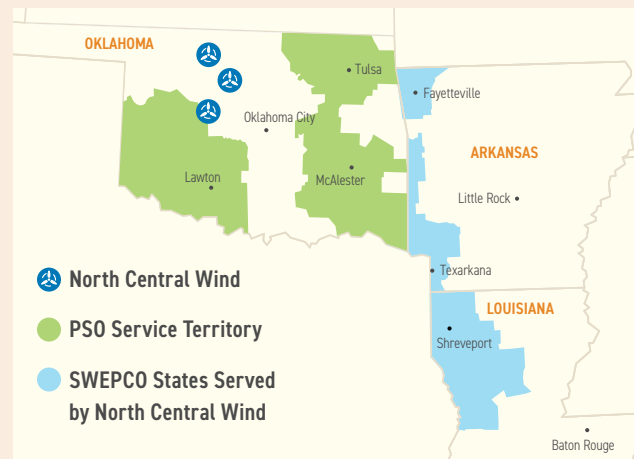 OKLAHOMA
Tulsa
Fayetteville
Oklahoma City
ARKANSAS
McAlester
Lawton
Little Rock
Texarkana
North Central Wind
LOUISIANA
PSO Service Territory
Shreveport
SWEPCO States Served
by North Central Wind
Baton Rouge